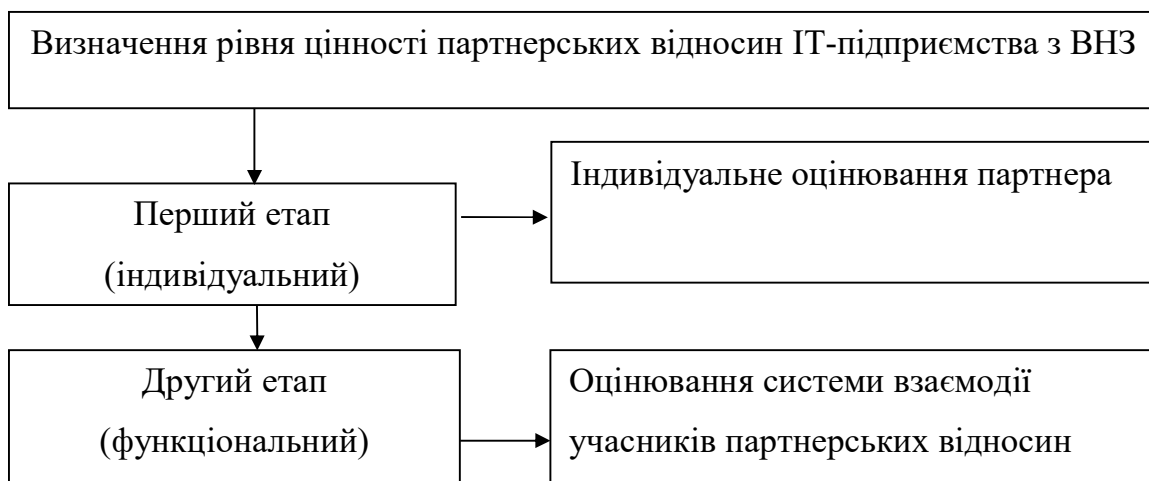 Визначення рівня цінності партнерських відносин ІТ-підприємства з ВНЗ
Перший етап
(індивідуальний)
Індивідуальне оцінювання партнера
Другий етап
(функціональний)
Оцінювання системи взаємодії
учасників партнерських відносин